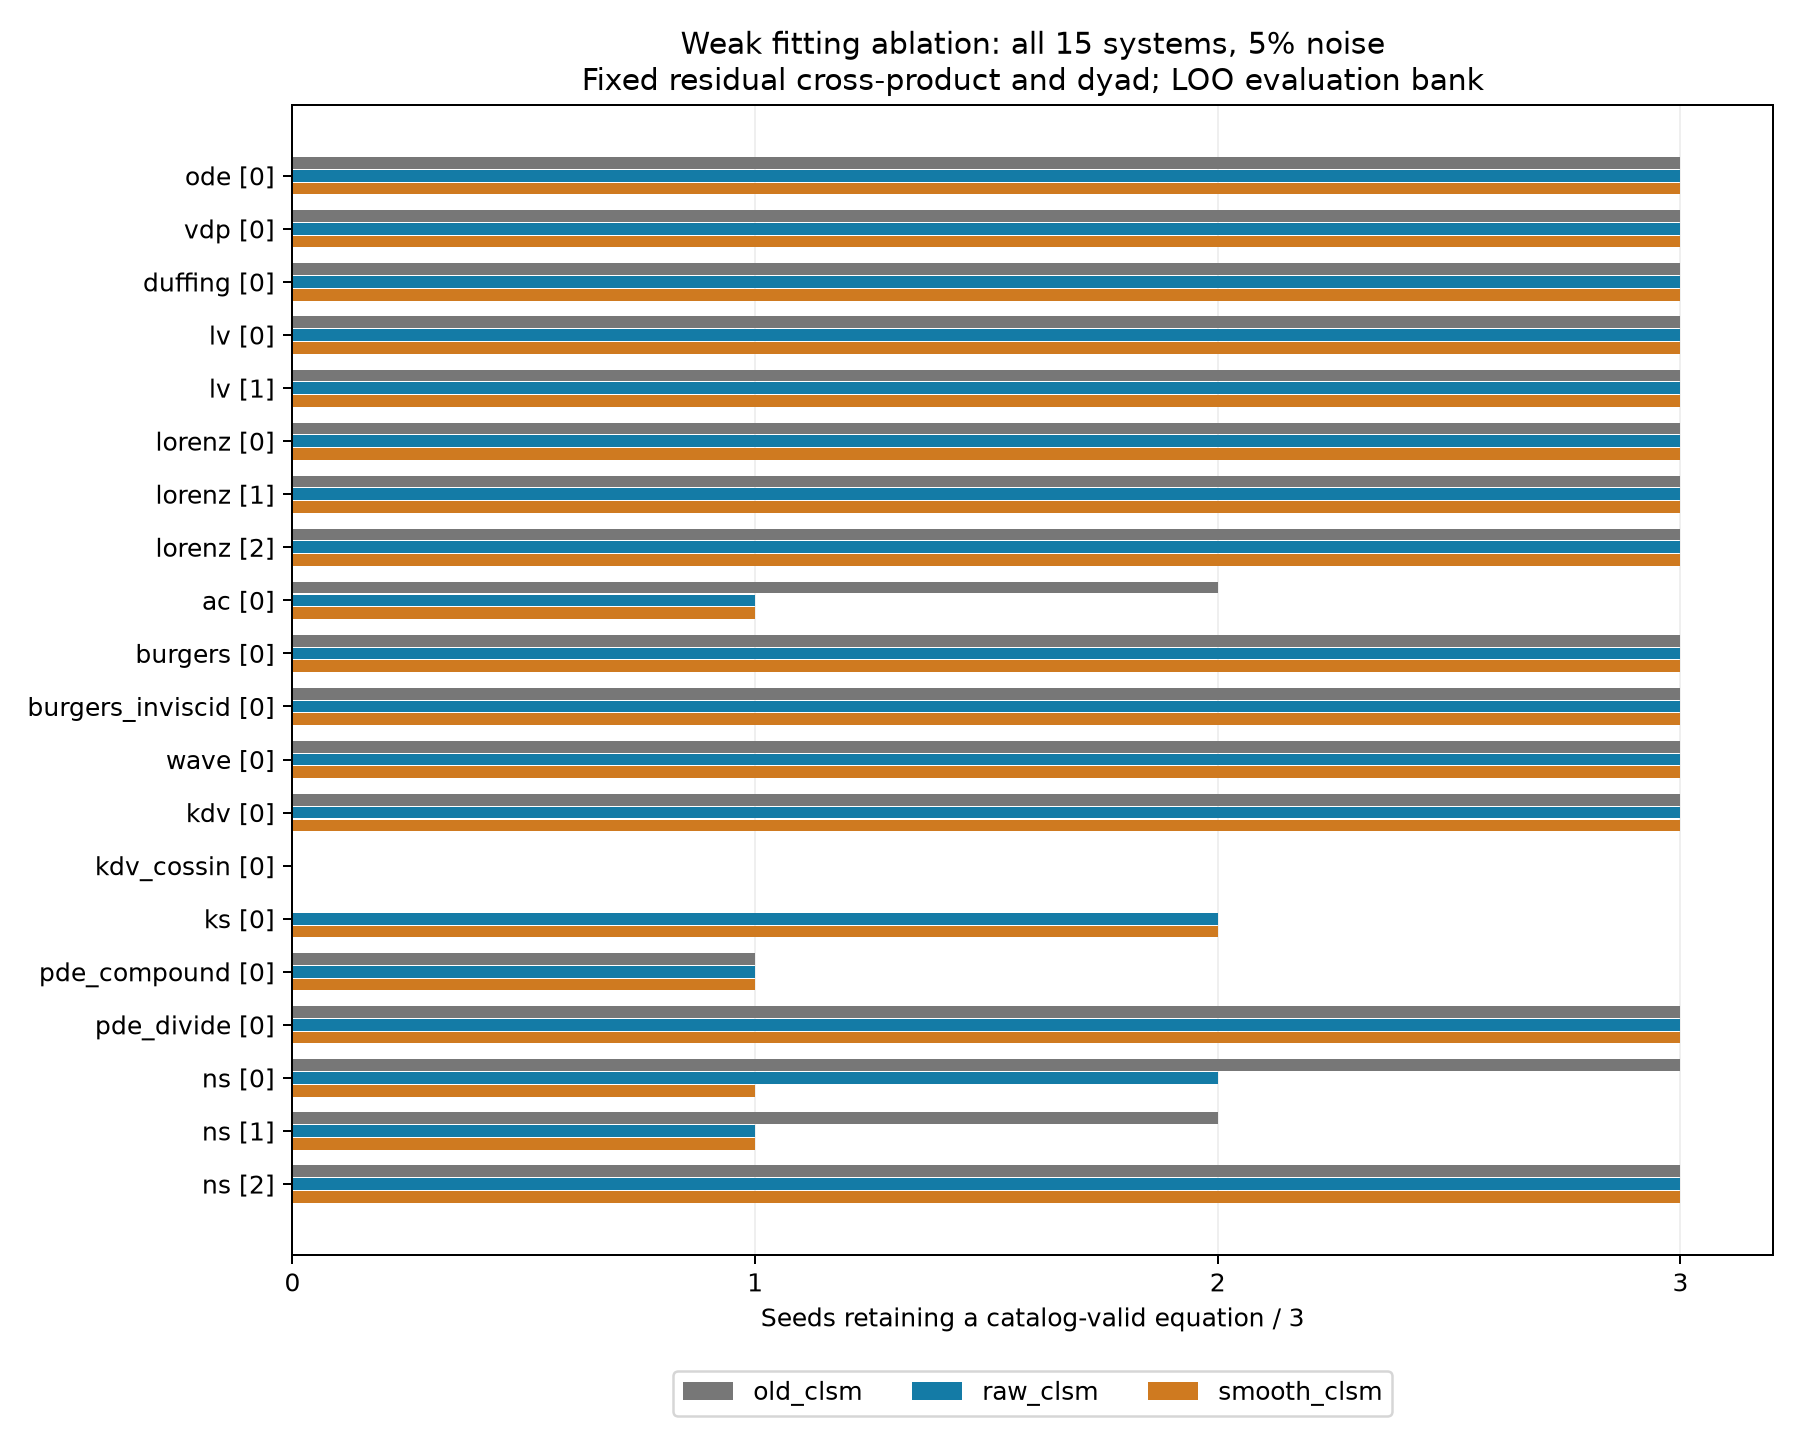 Weak fitting ablation: all 15 systems, 5% noise
Fixed residual cross-product and dyad; LOO evaluation bank
ode [0]
vdp [0]
duffing [0]
lv [0]
lv [1]
lorenz [0]
lorenz [1]
lorenz [2]
ac [0]
burgers [0]
burgers_inviscid [0]
wave [0]
kdv [0]
kdv_cossin [0]
ks [0]
pde_compound [0]
pde_divide [0]
ns [0]
ns [1]
ns [2]
0 1 2 3
Seeds retaining a catalog-valid equation / 3
old_clsm raw_clsm smooth_clsm